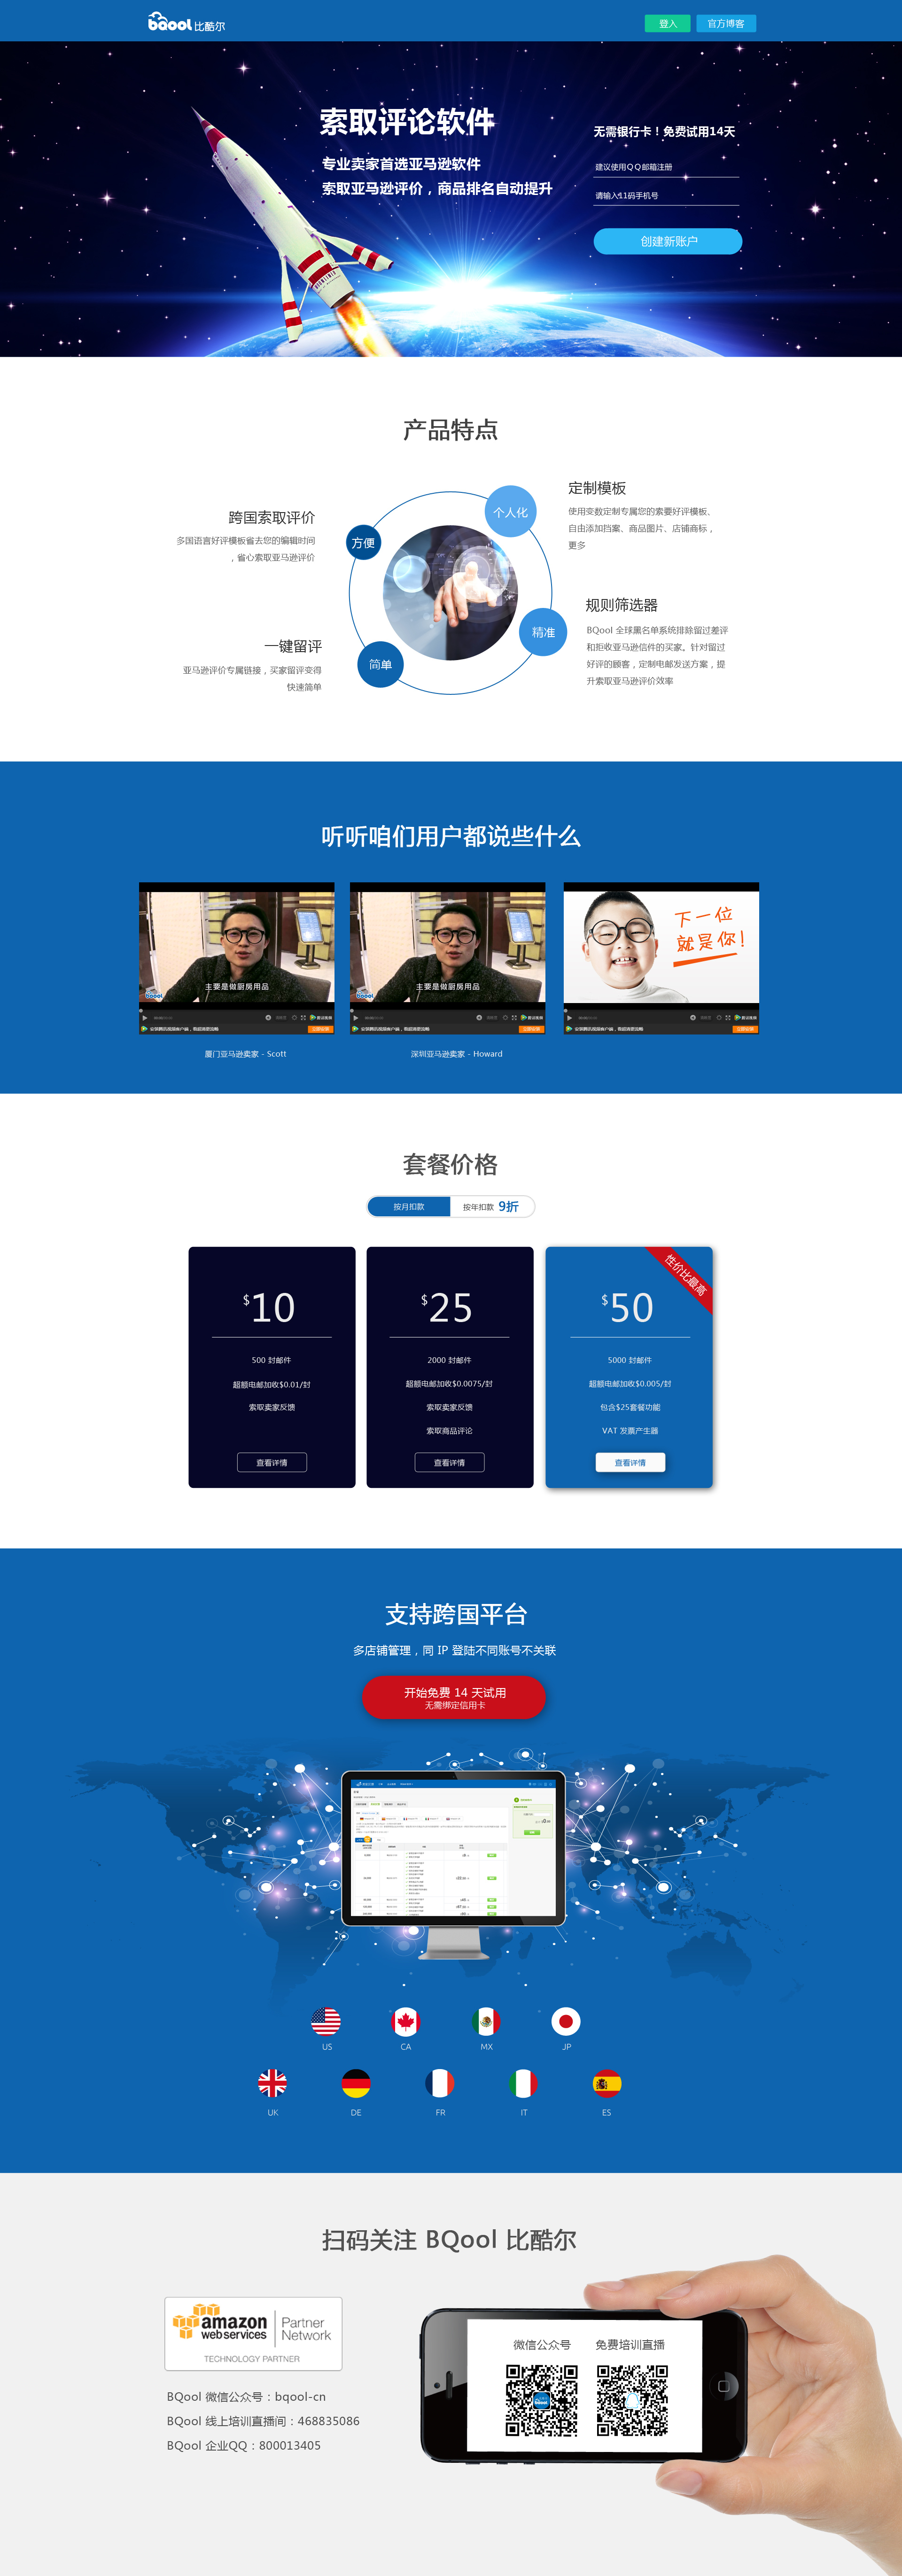 bqool 比酷尔
登入
官方博客
索取评论软件
专业卖家首选亚马逊软件
索取亚马逊评价，商品排名自动提升
无需银行卡！免费试用14天
建议使用QQ邮箱注册
请输入11码手机号
创建新账户
产品特点
跨国索取评价
多国语言好评模板省去您的编辑时间
，省心索取亚马逊评价
方便
个人化
定制模板
使用变数定制专属您的索要好评模板、
自由添加挡案、商品图片、店铺商标，
更多
一键留评
亚马逊评价专属链接，买家留评变得
快速简单
简单
精准
规则筛选器
BQool 全球黑名单系统排除留过差评
和拒收亚马逊信件的买家。针对留过
好评的顾客，定制电邮发送方案，提
升索取亚马逊评价效率
听听咱们用户都说些什么
主要是做厨房用品
bqool
主要是做厨房用品
bqool
下一位
就是你！
厦门亚马逊卖家 - Scott
深圳亚马逊卖家 - Howard
套餐价格
按月扣款
按年扣款 9折
$10
500 封邮件
超额电邮加收$0.01/封
索取卖家反馈
查看详情
$25
2000 封邮件
超额电邮加收$0.0075/封
索取卖家反馈
索取商品评论
查看详情
性价比最高
$50
5000 封邮件
超额电邮加收$0.005/封
包含$25套餐功能
VAT 发票产生器
查看详情
支持跨国平台
多店铺管理，同 IP 登陆不同账号不关联
开始免费 14 天试用
无需绑定信用卡
US
CA
MX
JP
UK
DE
FR
IT
ES
扫码关注 BQool 比酷尔
amazon
webservices
Partner
Network
TECHNOLOGY PARTNER
BQool 微信公众号：bqool-cn
BQool 线上培训直播间：468835086
BQool 企业QQ：800013405
微信公众号
免费培训直播
bqool